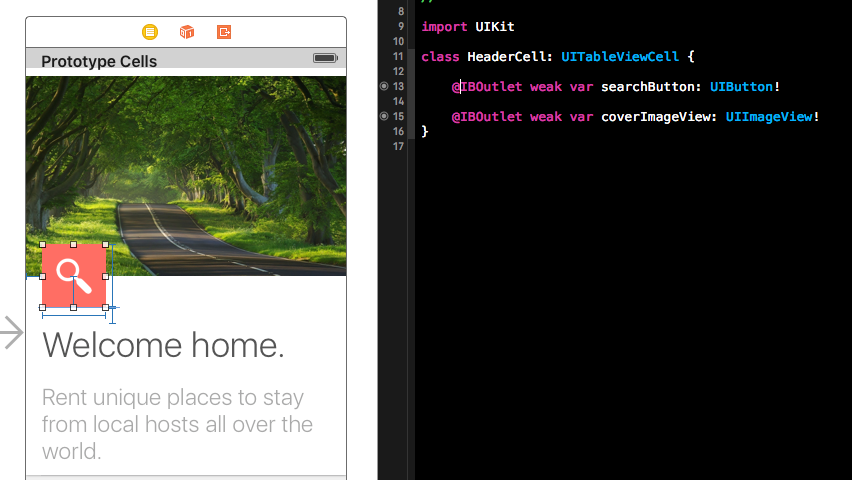 Prototype Cells
Welcome home.
Rent unique places to stay
from local hosts all over the
world.
8
9 import UIKit
10
11 class HeaderCell: UITableViewCell {
12
13 @IBOutlet weak var searchButton: UIButton!
14
15 @IBOutlet weak var coverImageView: UIImageView!
16 }
17